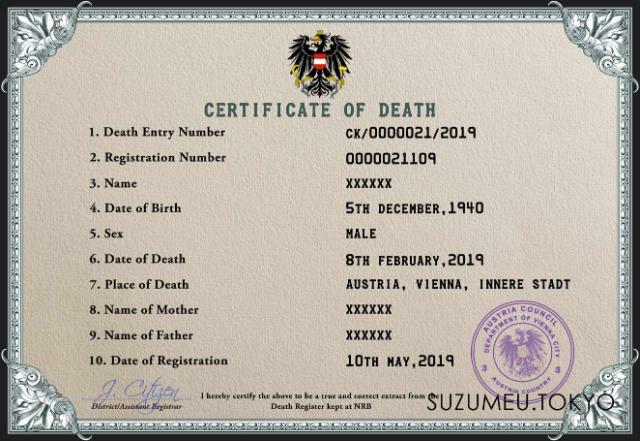 CERTIFICATE OF DEATH
1. Death Entry Number CK/0000021/2019
2. Registration Number 0000021109
3. Name XXXXXX
4. Date of Birth 5TH DECEMBER,1940
5. Sex MALE
6. Date of Death 8TH FEBRUARY,2019
7. Place of Death AUSTRIA, VIENNA, INNERE STADT
8. Name of Mother XXXXXX
9. Name of Father XXXXXX
10. Date of Registration 10TH MAY,2019
AUSTRIA COUNCIL
DEPARTMENT OF VIENNA CITY
3 3
AUSTRIA COUNTRY
J. Citizen
District/Assistant Registrar
I hereby certify the above to be a true and correct extract from
Death Register kept at NRB
SUZUMEU.TOKYO